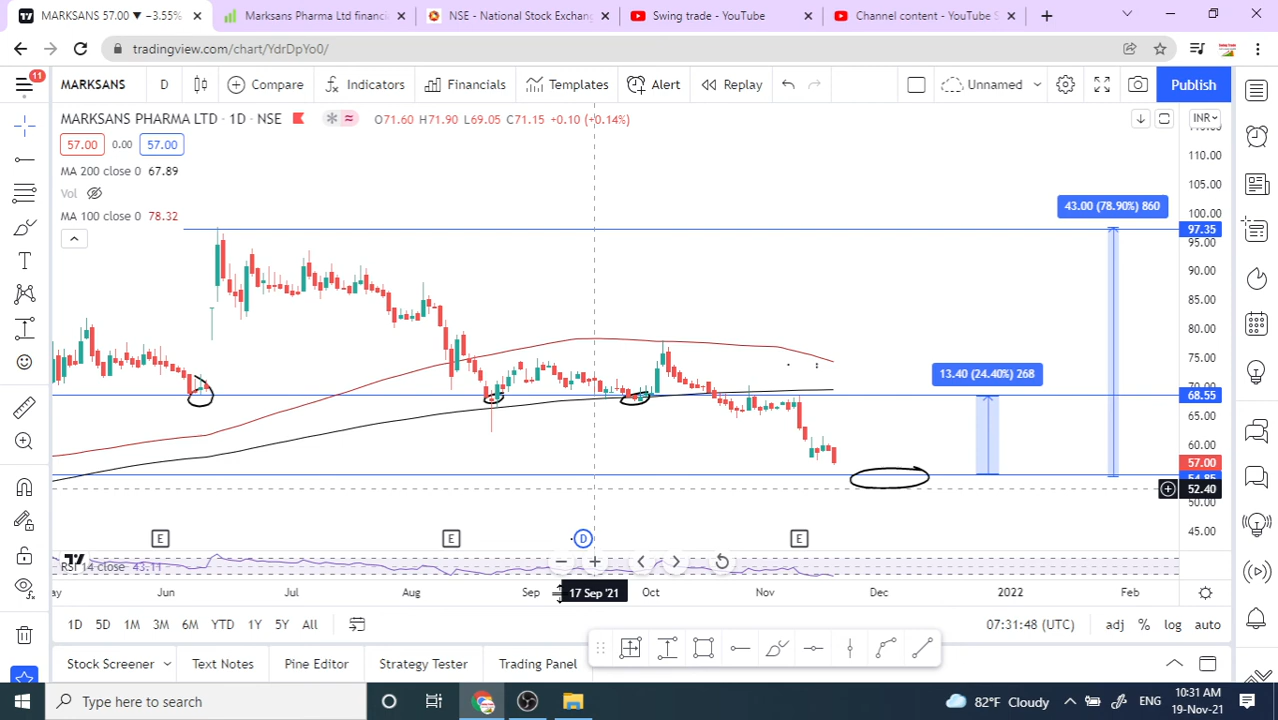 MARKSANS 57.00 ▼ −3.55%
Marksans Pharma Ltd financi
NSE - National Stock Exchan
Swing trade - YouTube
Channel content - YouTube S
tradingview.com/chart/YdrDpYo0/
11
MARKSANS
D
Compare
Indicators
Financials
Templates
Alert
Replay
Unnamed
Publish
MARKSANS PHARMA LTD · 1D · NSE
O71.60 H71.90 L69.05 C71.15 +0.10 (+0.14%)
INR
57.00 0.00 57.00
MA 200 close 0 67.89
Vol
MA 100 close 0 78.32
43.00 (78.90%) 860
13.40 (24.40%) 268
110.00
105.00
100.00
97.35
95.00
90.00
85.00
80.00
75.00
70.00
68.55
65.00
60.00
57.00
54.85
52.40
50.00
45.00
E
E
D
E
RSI 14 close 43.11
Jun
Jul
Aug
Sep
17 Sep '21
Oct
Nov
Dec
2022
Feb
1D 5D 1M 3M 6M YTD 1Y 5Y All
07:31:48 (UTC)
adj % log auto
Stock Screener
Text Notes
Pine Editor
Strategy Tester
Trading Panel
Type here to search
82°F Cloudy
ENG
10:31 AM
19-Nov-21